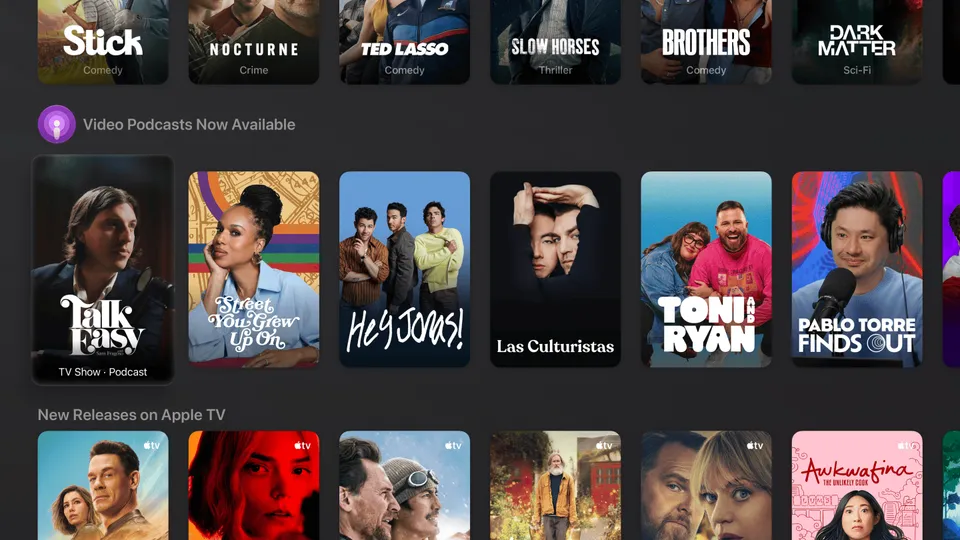 Stick
Comedy
NOCTURNE
Crime
TED LASSO
Comedy
SLOW HORSES
Thriller
BROTHERS
Comedy
DARK
MATTER
Sci-Fi
Video Podcasts Now Available
Talk
Easy
TV Show · Podcast
Street
You Grew
Up On
Hey Jonas!
Las Culturistas
TONI AND
RYAN
PABLO TORRE
FINDS OUT
New Releases on Apple TV
tv
tv
tv
tv
tv
tv
Awkwafina
THE UNLIKELY COOK